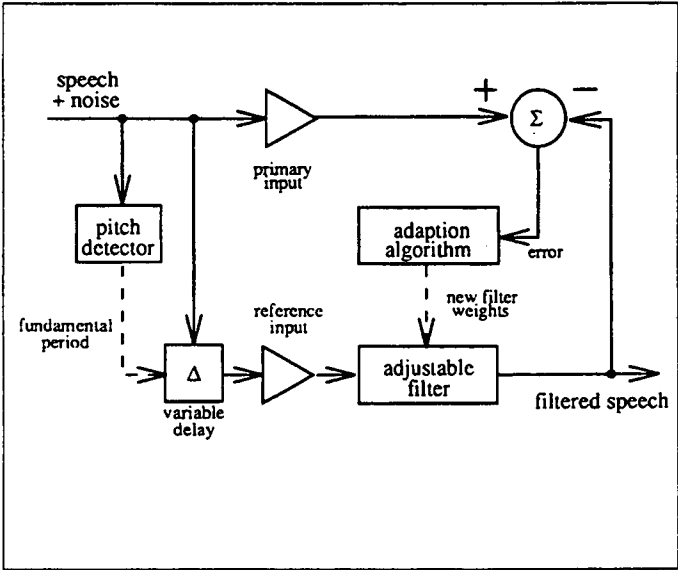 speech
+ noise
+
−
Σ
primary
input
pitch
detector
adaption
algorithm
error
fundamental
period
reference
input
new filter
weights
Δ
variable
delay
adjustable
filter
filtered speech